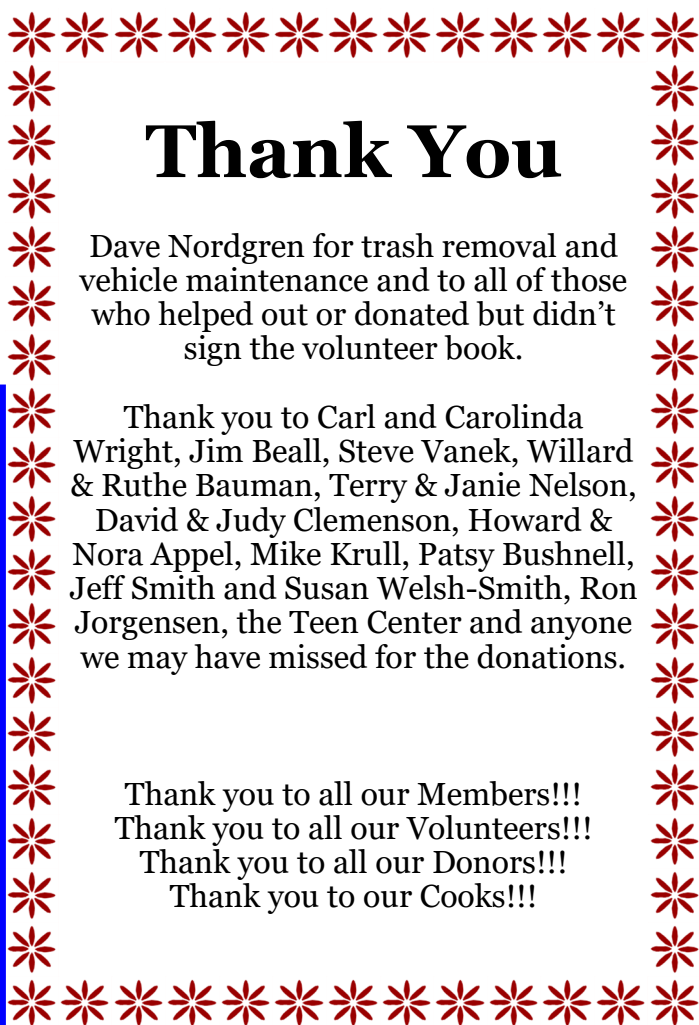 Thank You
Dave Nordgren for trash removal and
vehicle maintenance and to all of those
who helped out or donated but didn’t
sign the volunteer book.
Thank you to Carl and Carolinda
Wright, Jim Beall, Steve Vanek, Willard
& Ruthe Bauman, Terry & Janie Nelson,
David & Judy Clemenson, Howard &
Nora Appel, Mike Krull, Patsy Bushnell,
Jeff Smith and Susan Welsh-Smith, Ron
Jorgensen, the Teen Center and anyone
we may have missed for the donations.
Thank you to all our Members!!!
Thank you to all our Volunteers!!!
Thank you to all our Donors!!!
Thank you to our Cooks!!!